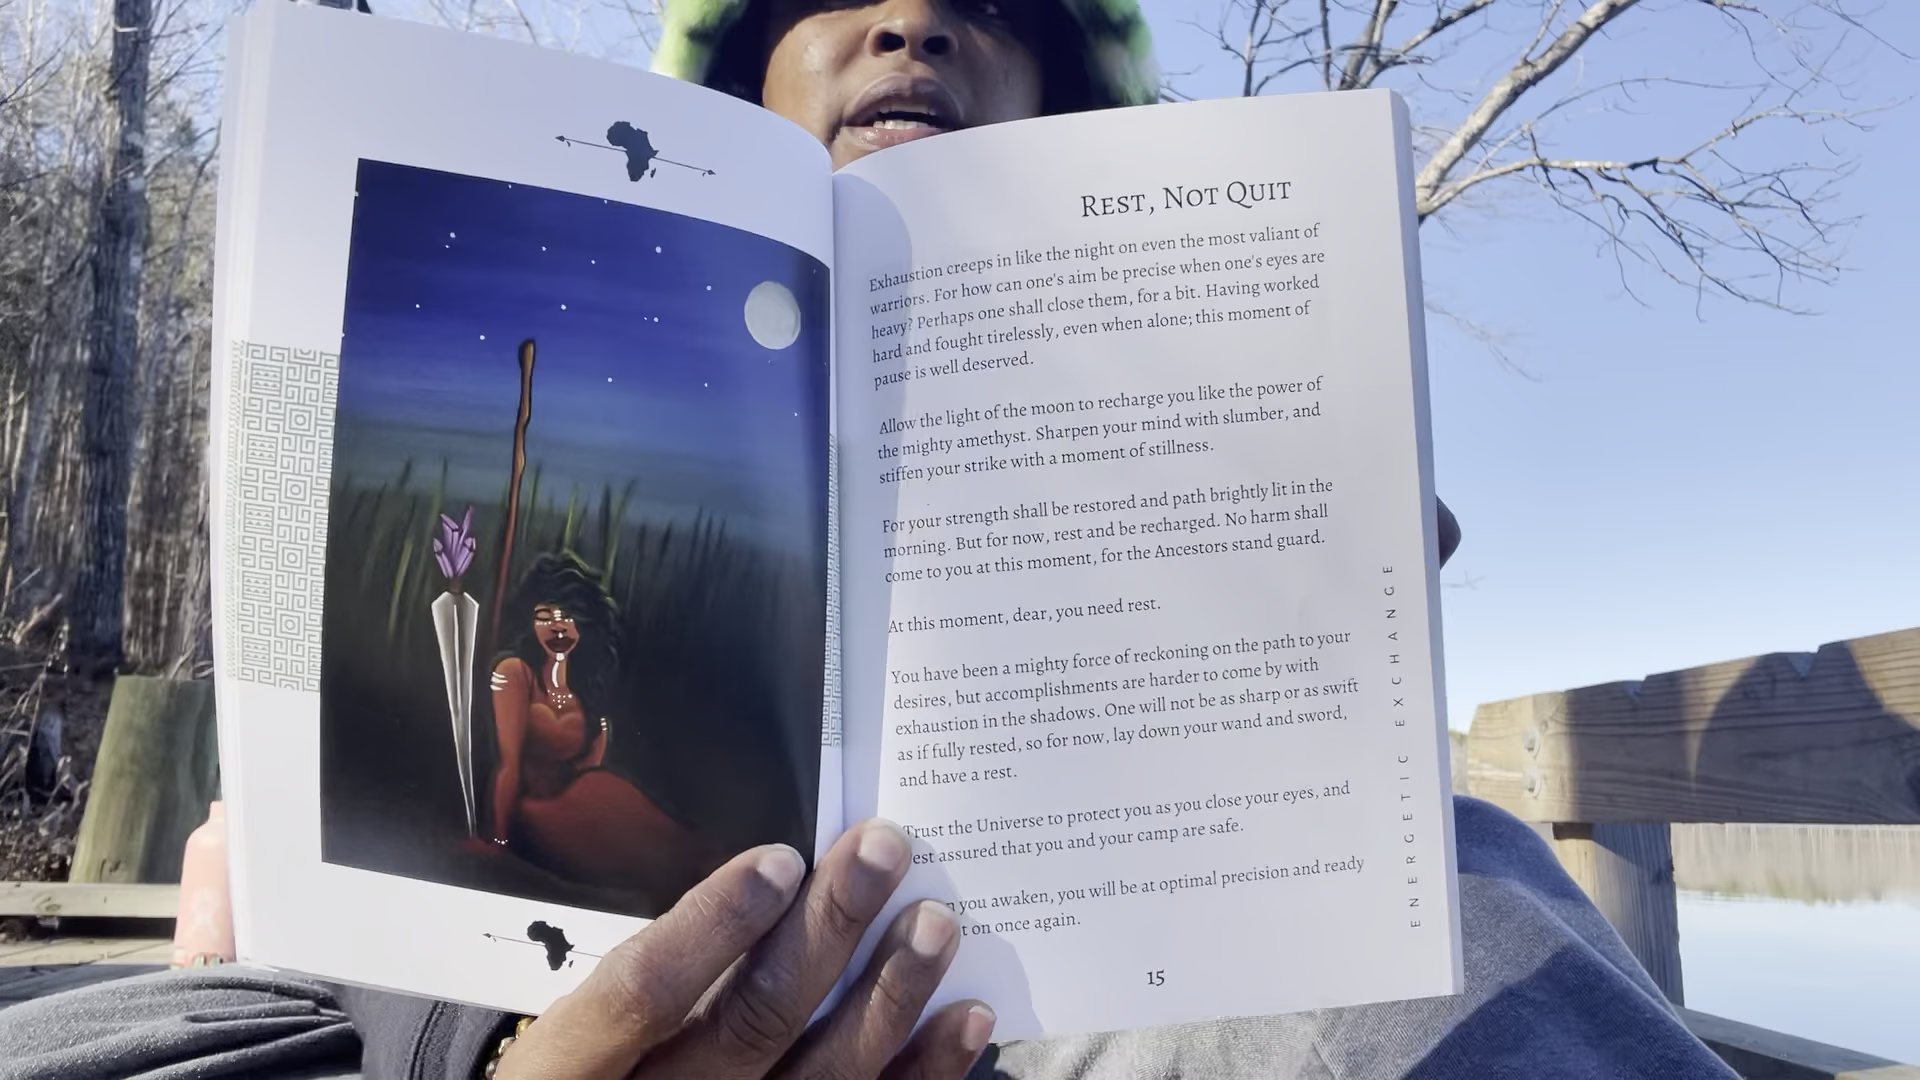 REST, NOT QUIT
Exhaustion creeps in like the night on even the most valiant of
warriors. For how can one's aim be precise when one's eyes are
heavy? Perhaps one shall close them, for a bit. Having worked
hard and fought tirelessly, even when alone; this moment of
pause is well deserved.
Allow the light of the moon to recharge you like the power of
the mighty amethyst. Sharpen your mind with slumber, and
stiffen your strike with a moment of stillness.
For your strength shall be restored and path brightly lit in the
morning. But for now, rest and be recharged. No harm shall
come to you at this moment, for the Ancestors stand guard.
At this moment, dear, you need rest.
You have been a mighty force of reckoning on the path to your
desires, but accomplishments are harder to come by with
exhaustion in the shadows. One will not be as sharp or as swift
as if fully rested, so for now, lay down your wand and sword,
and have a rest.
Trust the Universe to protect you as you close your eyes, and
est assured that you and your camp are safe.
you awaken, you will be at optimal precision and ready
on once again.
15
ENERGETIC EXCHANGE